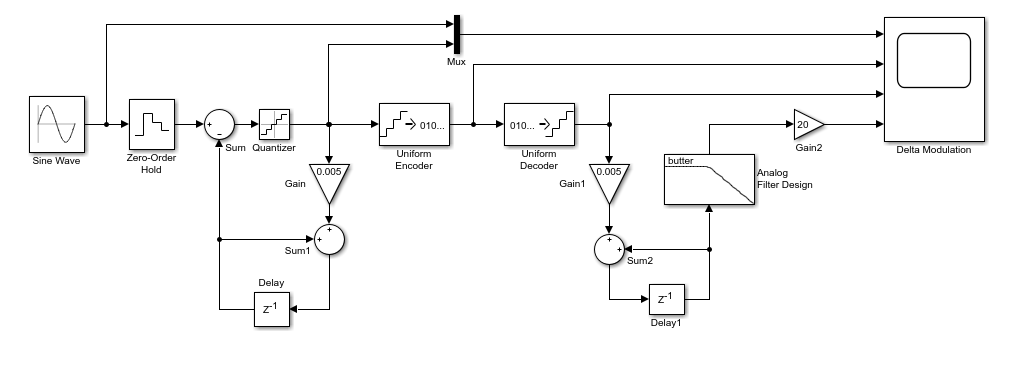 Mux
Sine Wave
Zero-Order
Hold
+
−
Sum
Quantizer
010...
Uniform
Encoder
010...
Uniform
Decoder
20
Gain2
Delta Modulation
0.005
Gain
0.005
Gain1
butter
Analog
Filter Design
+
+
Sum1
+
+
Sum2
Delay
Z-1
Z-1
Delay1